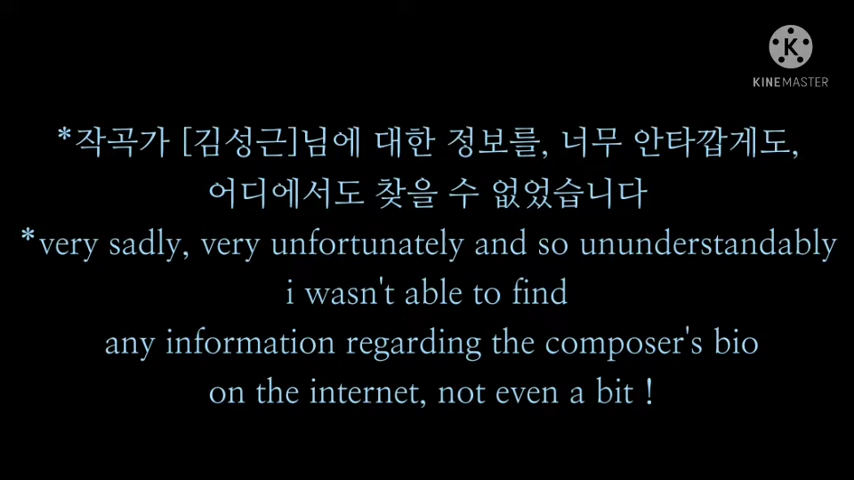 KINEMASTER
*작곡가 [김성근]님에 대한 정보를, 너무 안타깝게도,
어디에서도 찾을 수 없었습니다
*very sadly, very unfortunately and so ununderstandably
i wasn't able to find
any information regarding the composer's bio
on the internet, not even a bit !